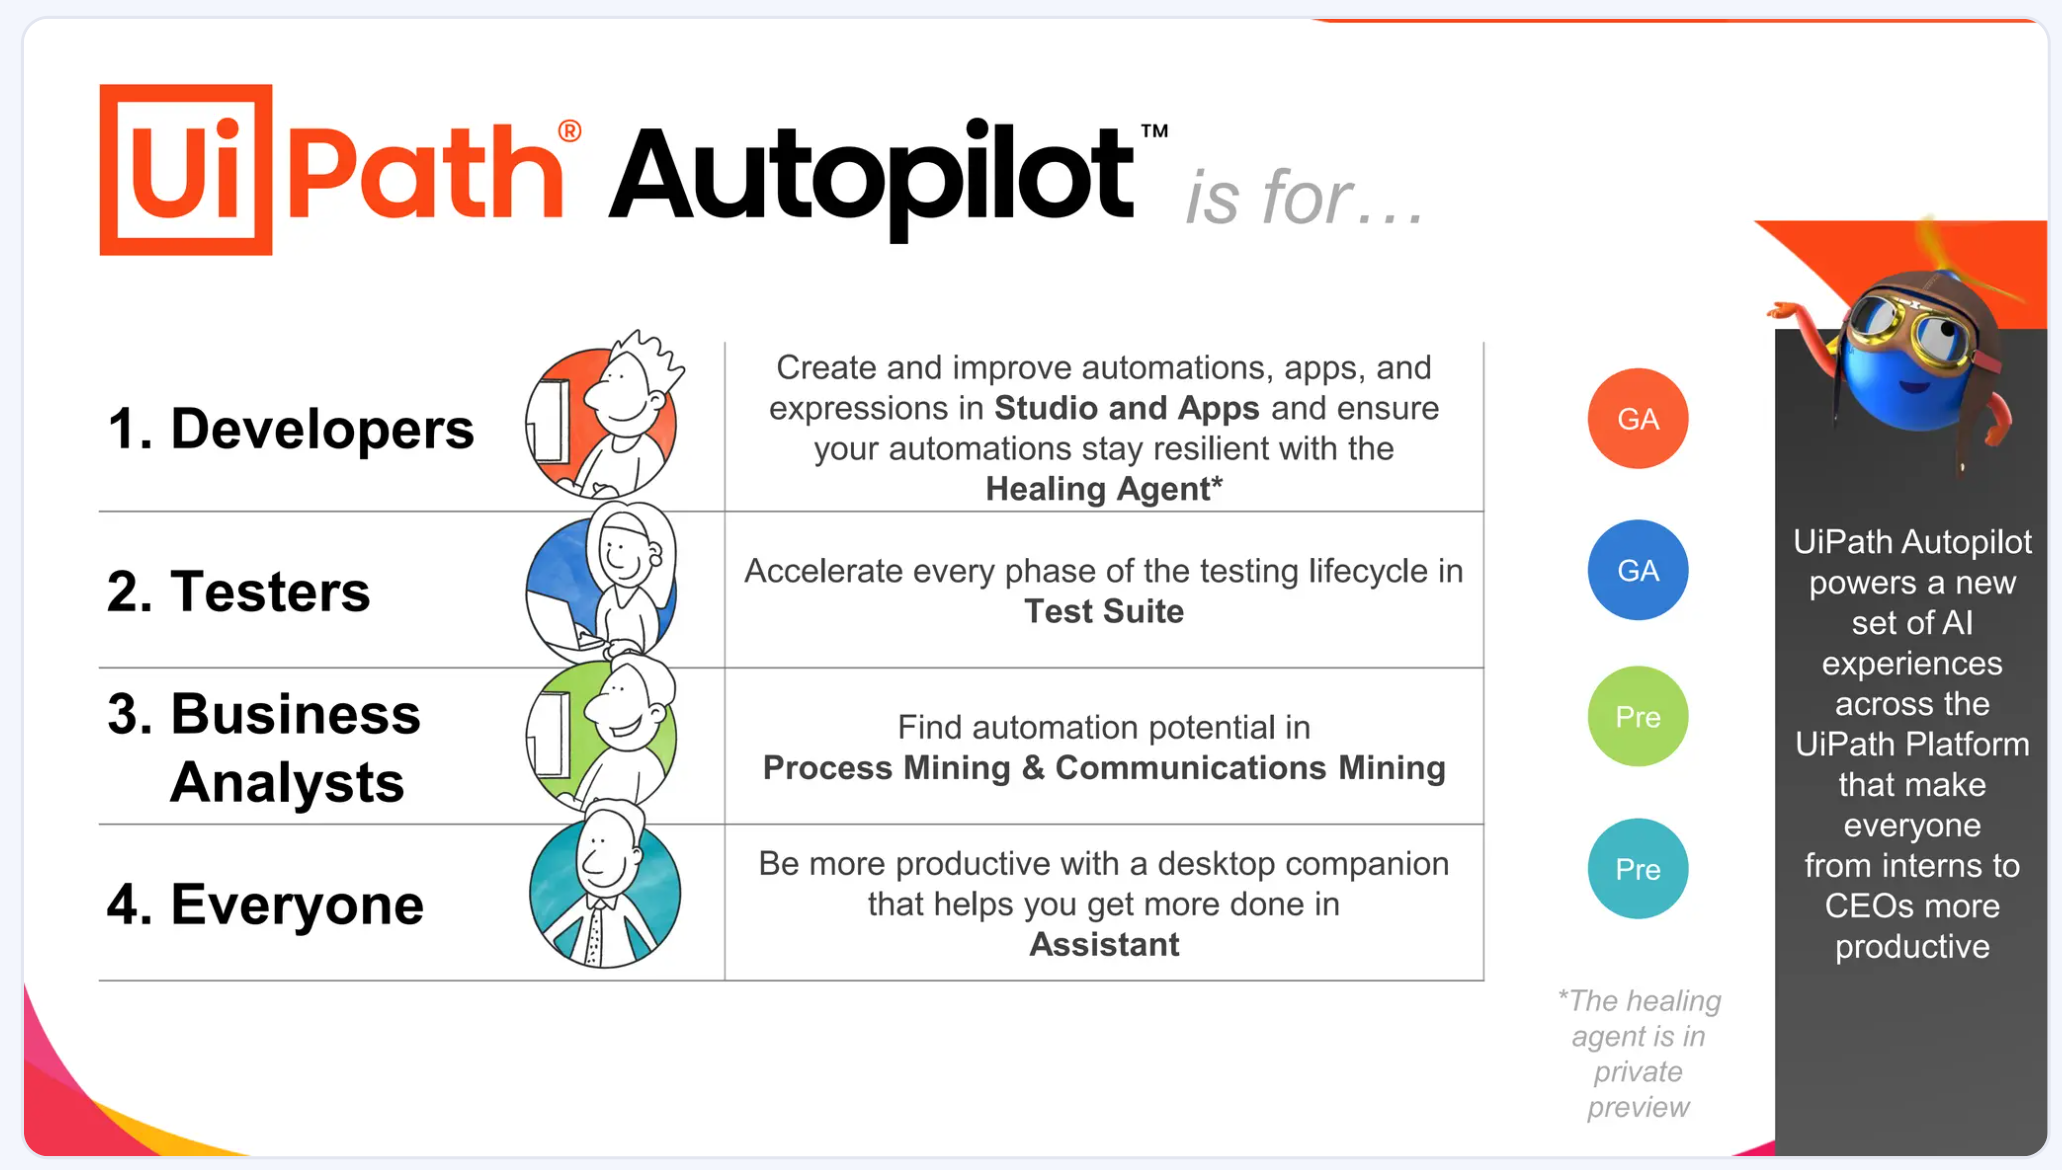 UiPath® Autopilot™ is for...
1. Developers
Create and improve automations, apps, and
expressions in Studio and Apps and ensure
your automations stay resilient with the
Healing Agent*
GA
2. Testers
Accelerate every phase of the testing lifecycle in
Test Suite
GA
3. Business
Analysts
Find automation potential in
Process Mining & Communications Mining
Pre
4. Everyone
Be more productive with a desktop companion
that helps you get more done in
Assistant
Pre
*The healing
agent is in
private
preview
UiPath Autopilot
powers a new
set of AI
experiences
across the
UiPath Platform
that make
everyone
from interns to
CEOs more
productive